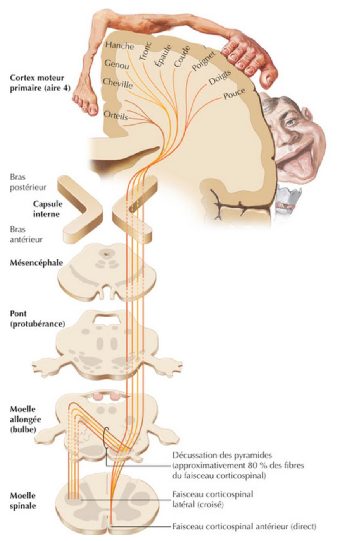 Hanche
Tronc
Épaule
Coude
Poignet
Doigts
Pouce
Genou
Cheville
Orteils
Cortex moteur
primaire (aire 4)
Bras
postérieur
Capsule
interne
Bras
antérieur
Mésencéphale
Pont
(protubérance)
Moelle
allongée
(bulbe)
Décussation des pyramides
(approximativement 80 % des fibres
du faisceau corticospinal)
Moelle
spinale
Faisceau corticospinal
latéral (croisé)
Faisceau corticospinal antérieur (direct)